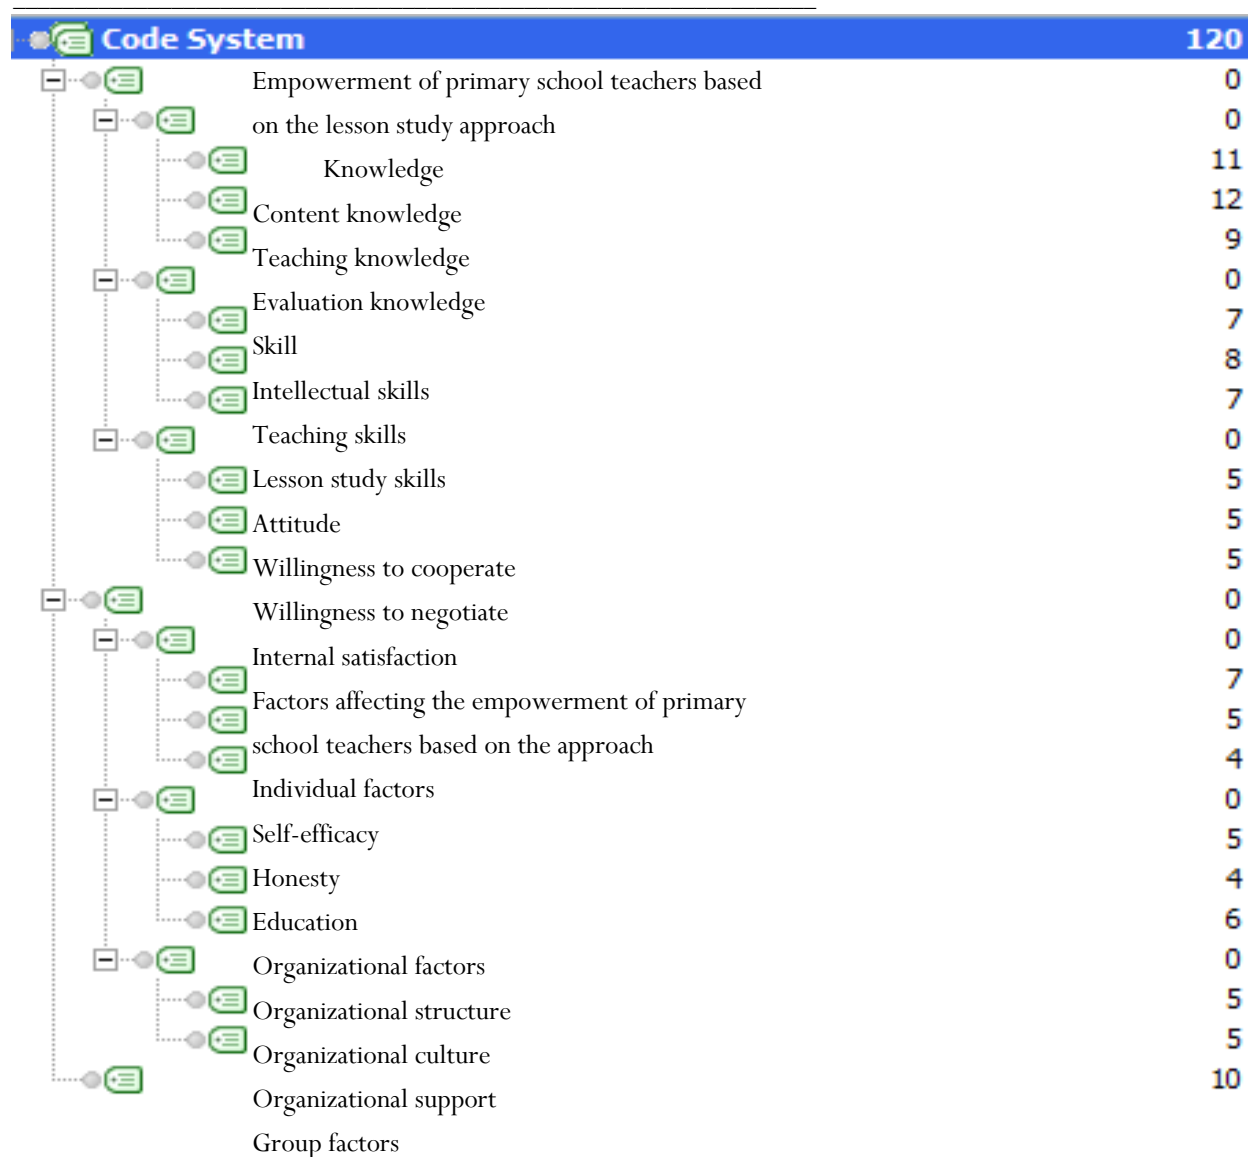 Code System 120
Empowerment of primary school teachers based 0
on the lesson study approach 0
Knowledge 11
Content knowledge 12
Teaching knowledge 9
Evaluation knowledge 0
Skill 7
Intellectual skills 8
Teaching skills 7
Lesson study skills 0
Attitude 5
Willingness to cooperate 5
Willingness to negotiate 5
Internal satisfaction 0
Factors affecting the empowerment of primary 0
school teachers based on the approach 7
Individual factors 5
Self-efficacy 4
Honesty 0
Education 5
Organizational factors 4
Organizational structure 6
Organizational culture 0
Organizational support 5
Group factors 5
10